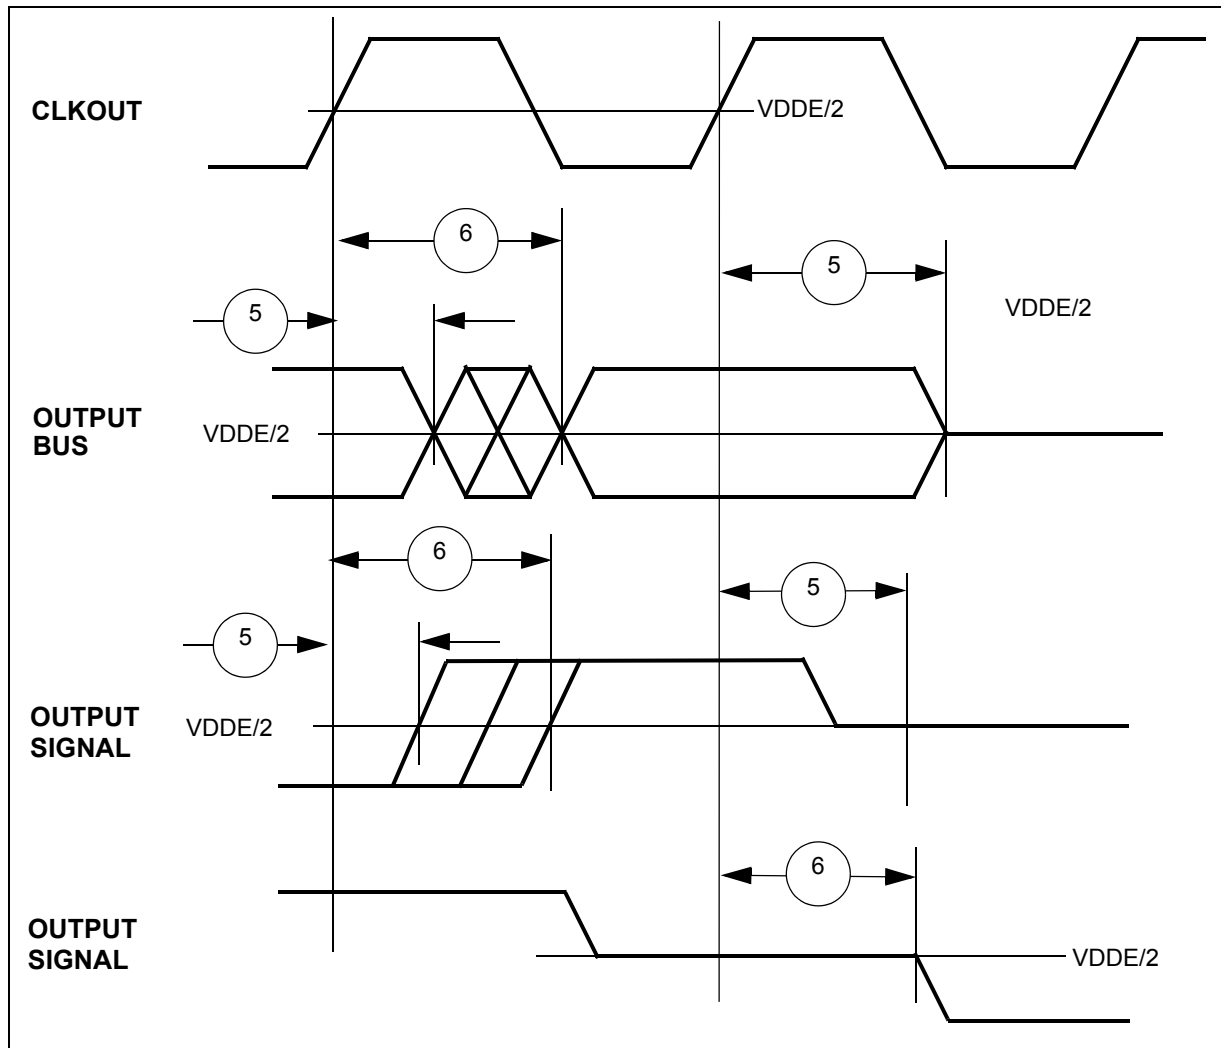 CLKOUT
VDDE/2
6
5
5
VDDE/2
OUTPUT
BUS
VDDE/2
6
5
5
OUTPUT
SIGNAL
VDDE/2
6
OUTPUT
SIGNAL
VDDE/2